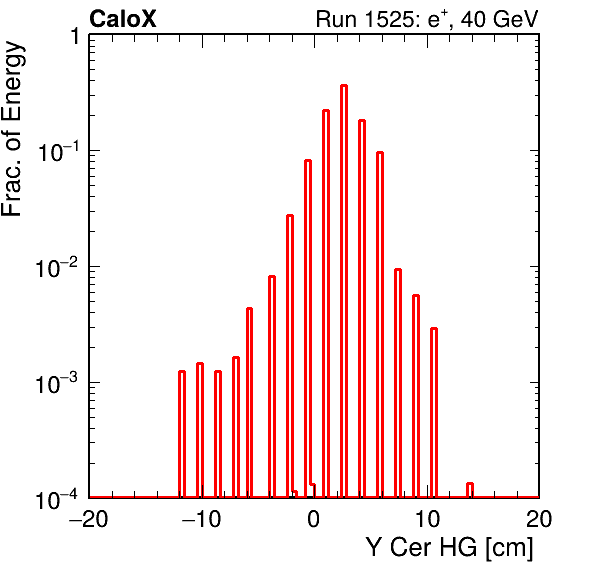 CaloX Run 1525: e⁺, 40 GeV
Frac. of Energy
1
10⁻¹
10⁻²
10⁻³
10⁻⁴
−20 −10 0 10 20
Y Cer HG [cm]